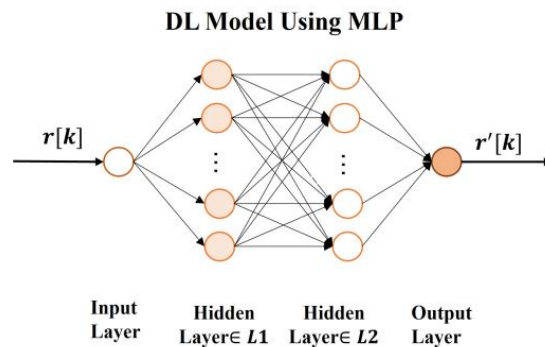 DL Model Using MLP
r[k]
r'[k]
⋮
⋮
Input
Layer
Hidden
Layer∈ L1
Hidden
Layer∈ L2
Output
Layer